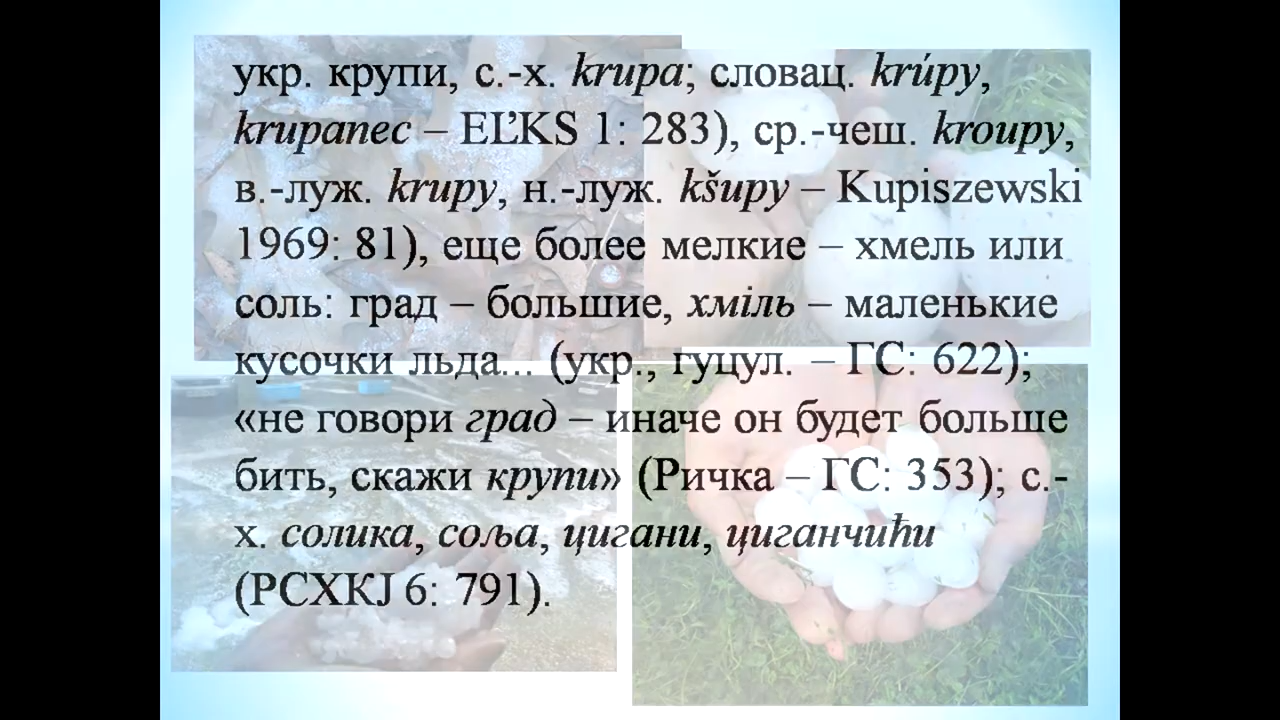 укр. крупи, с.-х. krupa; словац. krúpy,
krupanec – EĽKS 1: 283), ср.-чеш. kroupy,
в.-луж. krupy, н.-луж. kšupy – Kupiszewski
1969: 81), еще более мелкие – хмель или
соль: град – большие, хміль – маленькие
кусочки льда... (укр., гуцул. – ГС: 622);
«не говори град – иначе он будет больше
бить, скажи крупи» (Ричка – ГС: 353); с.-
х. солика, соља, цигани, циганчићи
(РСХКЈ 6: 791).